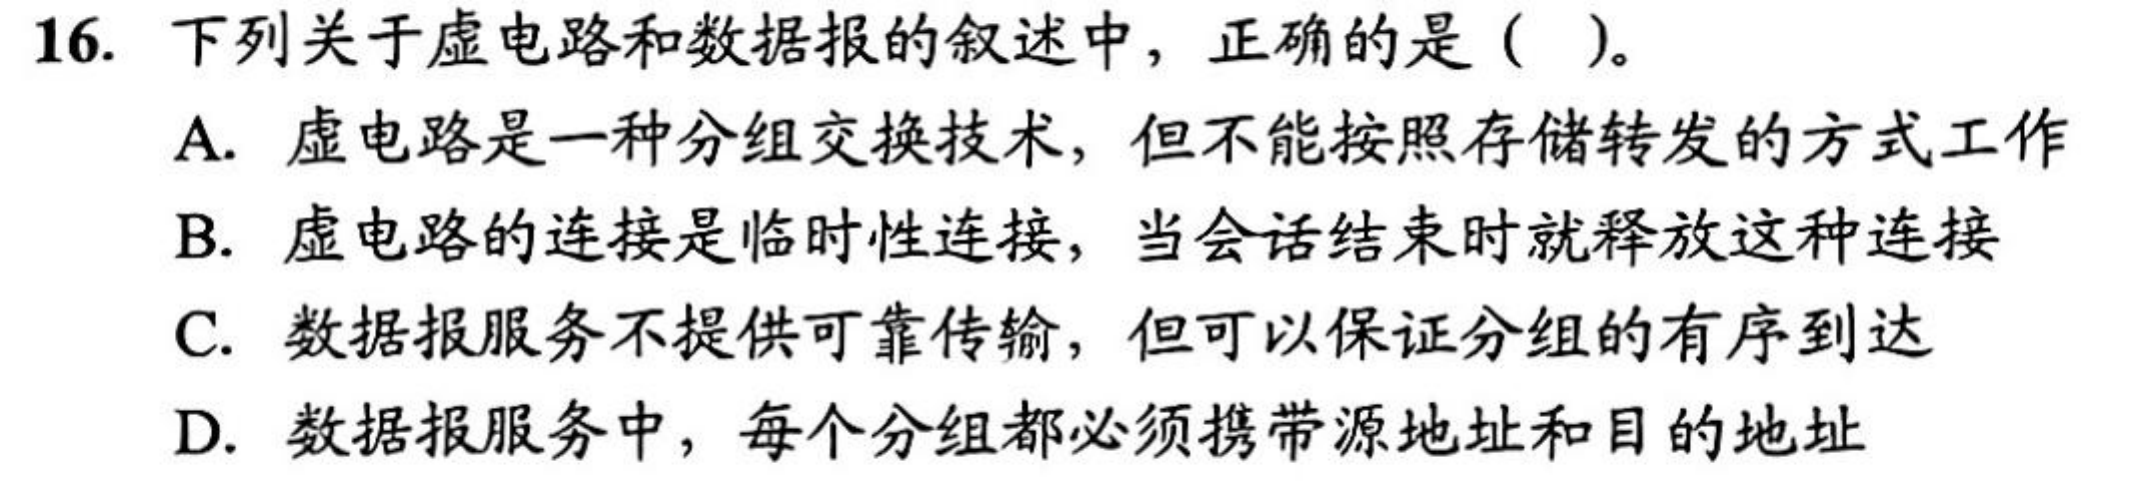 16. 下列关于虚电路和数据报的叙述中，正确的是（ ）。
A. 虚电路是一种分组交换技术，但不能按照存储转发的方式工作
B. 虚电路的连接是临时性连接，当会话结束时就释放这种连接
C. 数据报服务不提供可靠传输，但可以保证分组的有序到达
D. 数据报服务中，每个分组都必须携带源地址和目的地址